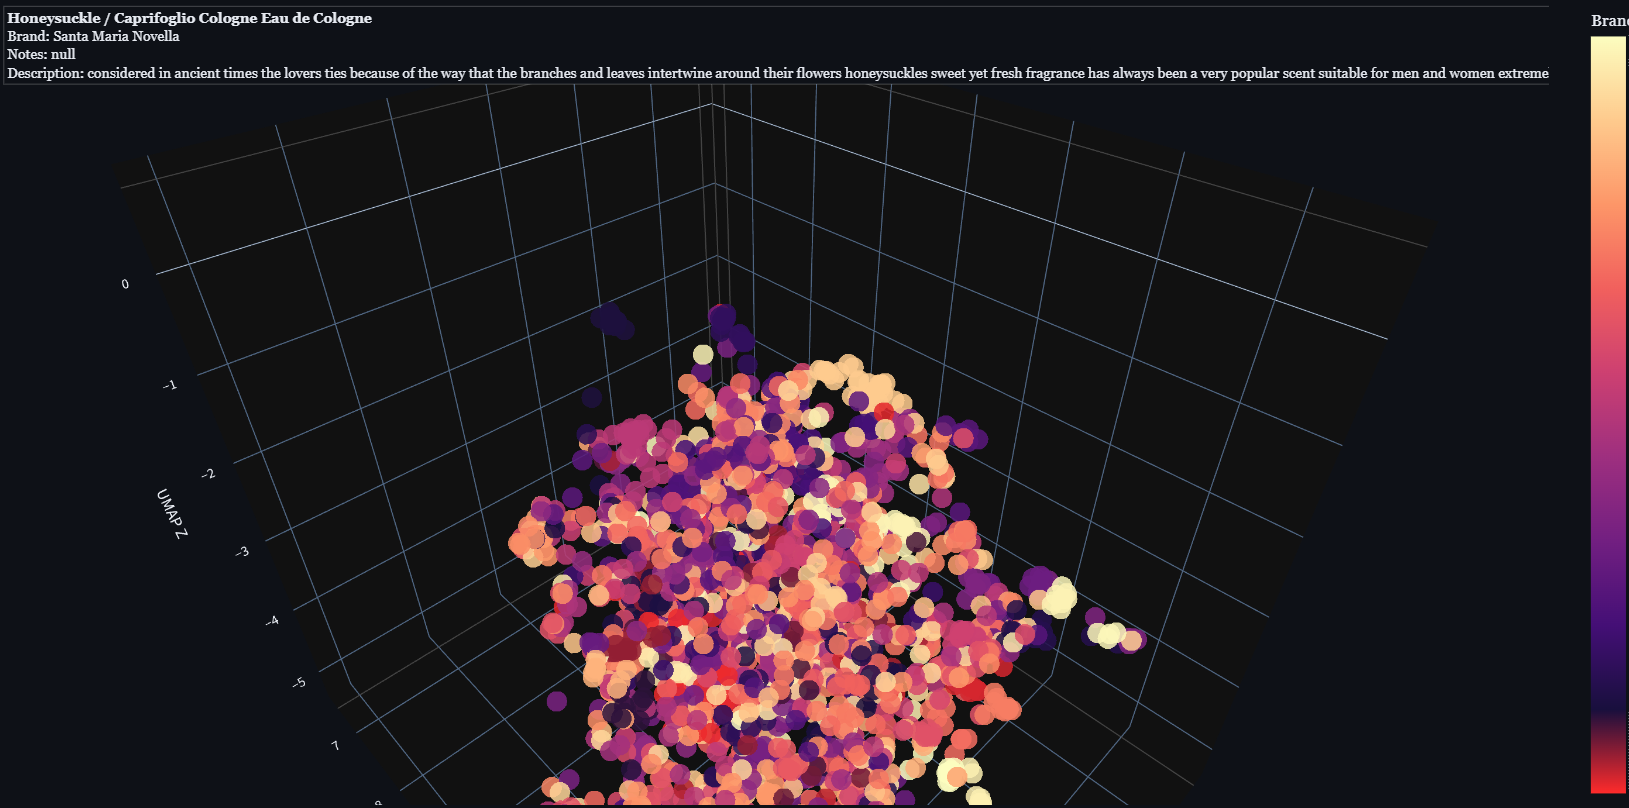 Honeysuckle / Caprifoglio Cologne Eau de Cologne
Brand: Santa Maria Novella
Notes: null
Description: considered in ancient times the lovers ties because of the way that the branches and leaves intertwine around their flowers honeysuckles sweet yet fresh fragrance has always been a very popular scent suitable for men and women extreme
Bran
0
−1
−2
UMAP Z
−3
−4
−5
7